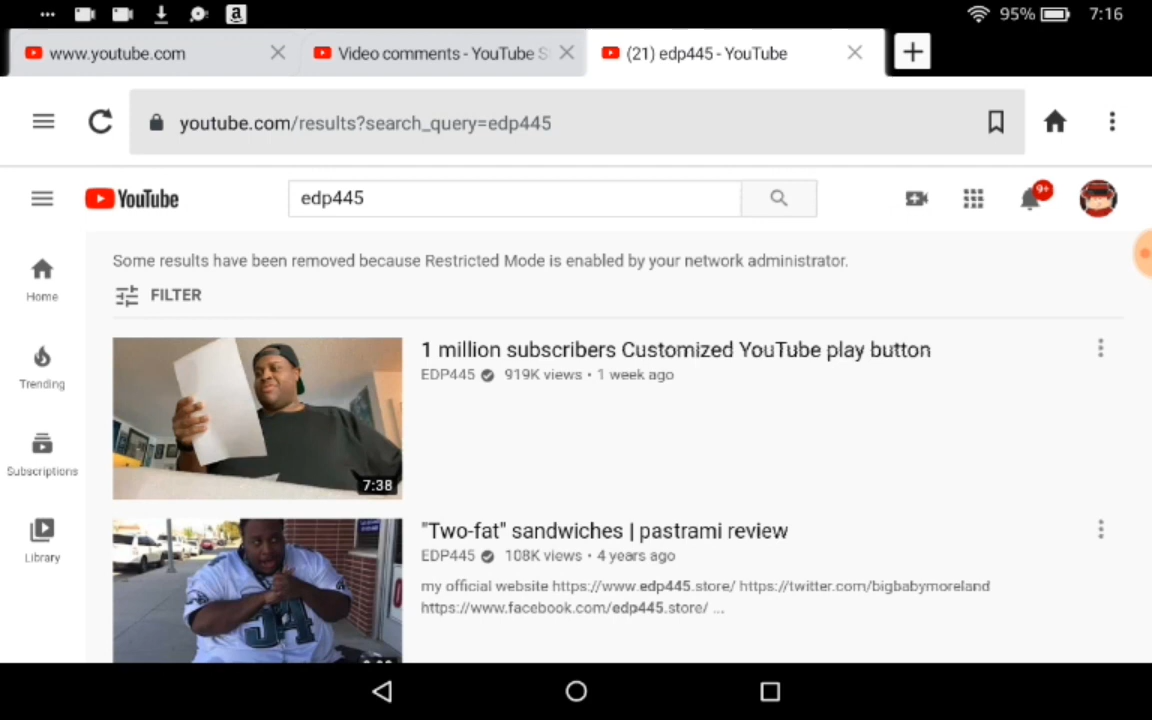 95% 7:16
www.youtube.com
Video comments - YouTube S
(21) edp445 - YouTube
youtube.com/results?search_query=edp445
YouTube
edp445
9+
Some results have been removed because Restricted Mode is enabled by your network administrator.
FILTER
Home
Trending
Subscriptions
Library
1 million subscribers Customized YouTube play button
EDP445 919K views • 1 week ago
7:38
"Two-fat" sandwiches | pastrami review
EDP445 108K views • 4 years ago
my official website https://www.edp445.store/ https://twitter.com/bigbabymoreland
https://www.facebook.com/edp445.store/ ...